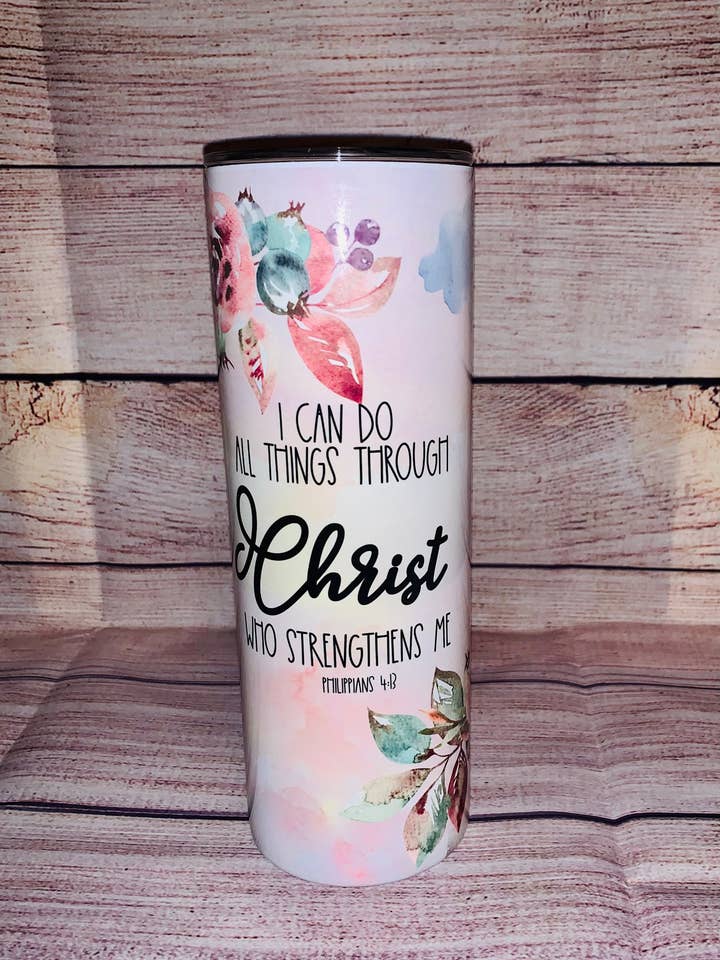 I CAN DO
ALL THINGS THROUGH
Christ
WHO STRENGTHENS ME
PHILIPPIANS 4:13